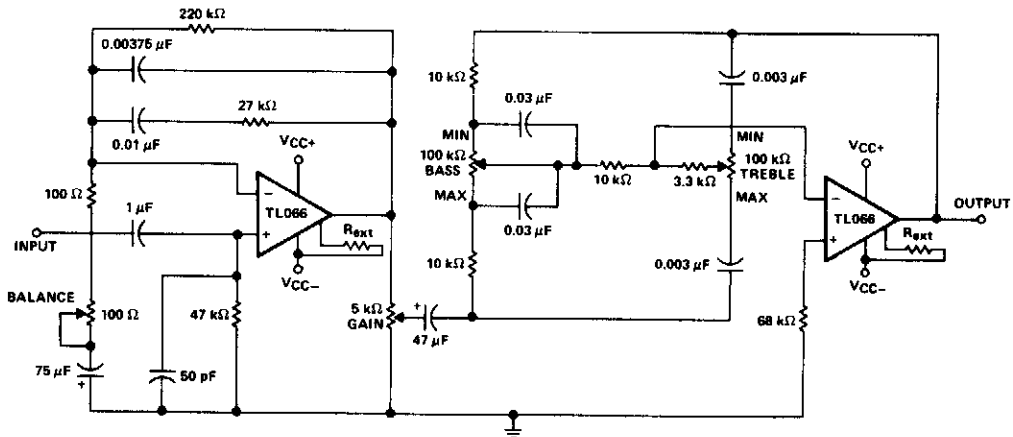 220 kΩ
0.00375 μF
27 kΩ
0.01 μF
VCC+
100 Ω
1 μF
TL066
−
+
Rext
INPUT
VCC−
BALANCE
100 Ω
47 kΩ
75 μF
+
50 pF
5 kΩ
GAIN
+
47 μF
10 kΩ
0.03 μF
MIN
100 kΩ
BASS
MAX
0.03 μF
10 kΩ
10 kΩ
0.003 μF
MIN
3.3 kΩ
100 kΩ
TREBLE
MAX
0.003 μF
VCC+
−
+
TL066
OUTPUT
Rext
VCC−
68 kΩ